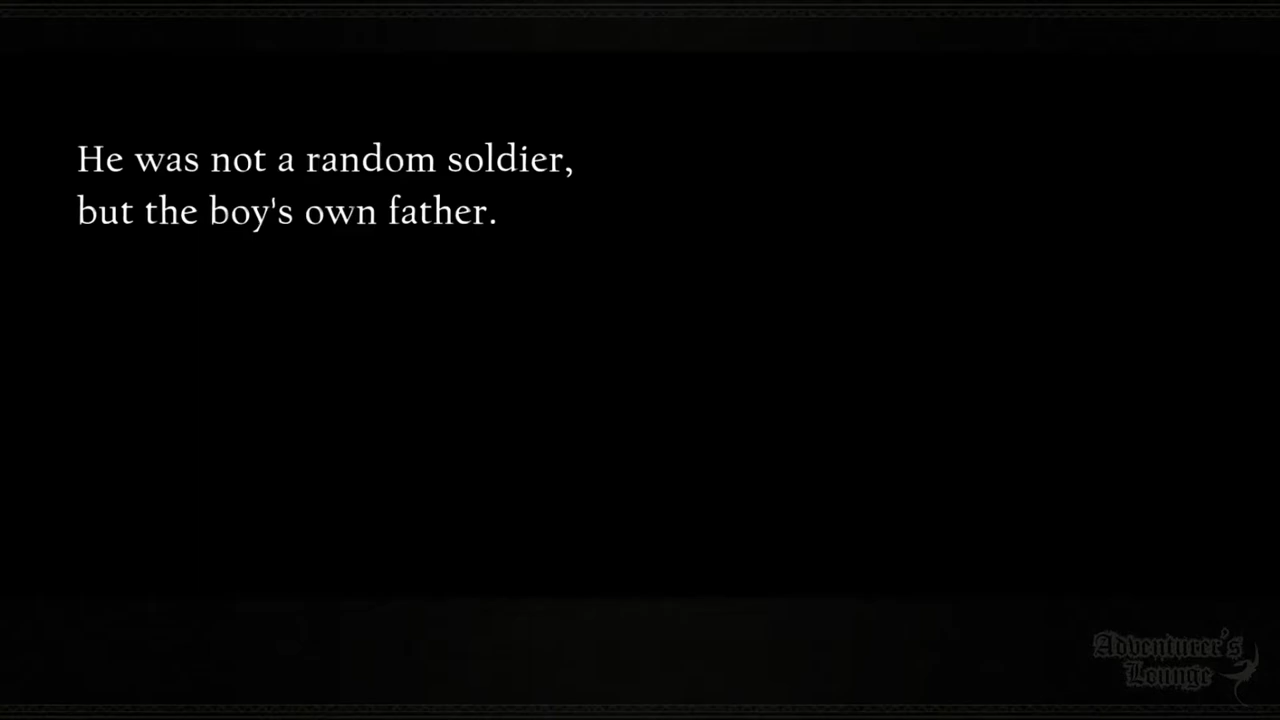 He was not a random soldier,
but the boy's own father.
Adventurer's
Lounge